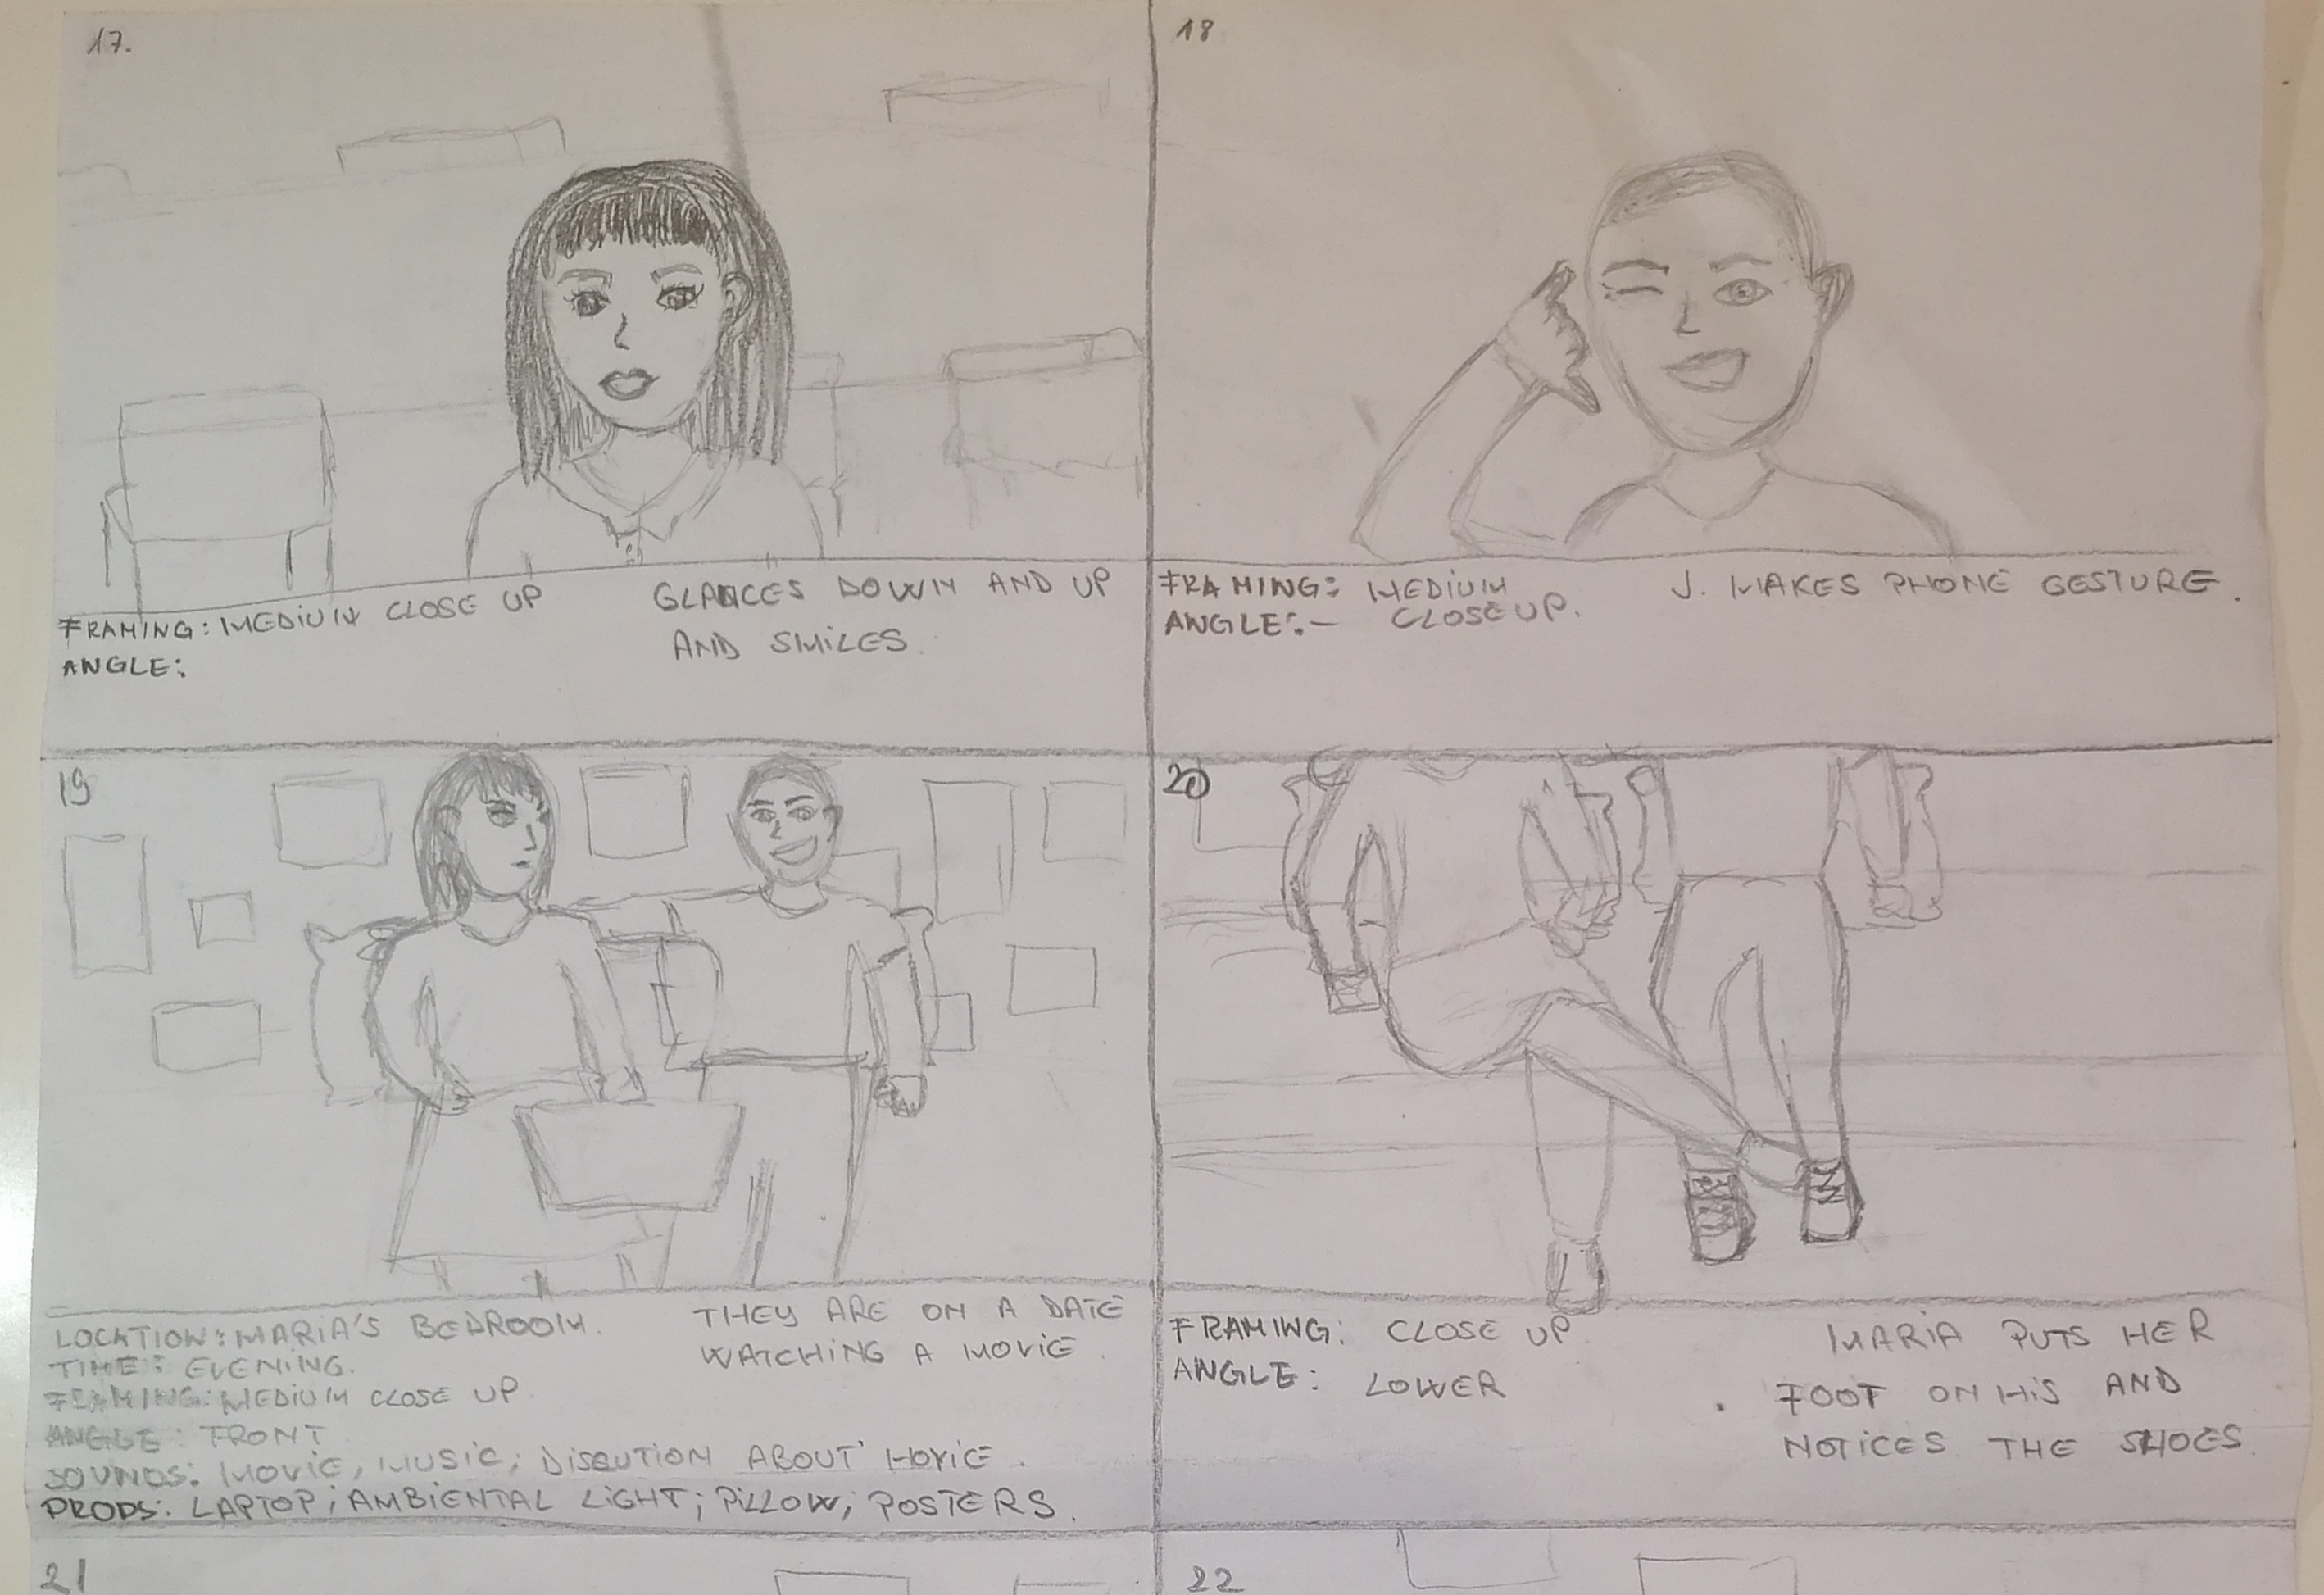 17.
FRAMING: MEDIUM CLOSE UP
ANGLE:
GLANCES DOWN AND UP
AND SMILES.
18
FRAMING: MEDIUM
CLOSE UP.
ANGLE: -
J. MAKES PHONE GESTURE.
19
LOCATION: MARIA'S BEDROOM.
TIME: EVENING.
FRAMING: MEDIUM CLOSE UP.
ANGLE: FRONT
SOUNDS: MOVIE, MUSIC; DISCUTION ABOUT MOVIE.
PROPS: LAPTOP; AMBIENTAL LIGHT; PILLOW; POSTERS.
THEY ARE ON A DATE
WATCHING A MOVIE.
20
FRAMING: CLOSE UP
ANGLE: LOWER
MARIA PUTS HER
FOOT ON HIS AND
NOTICES THE SHOES.
21
22